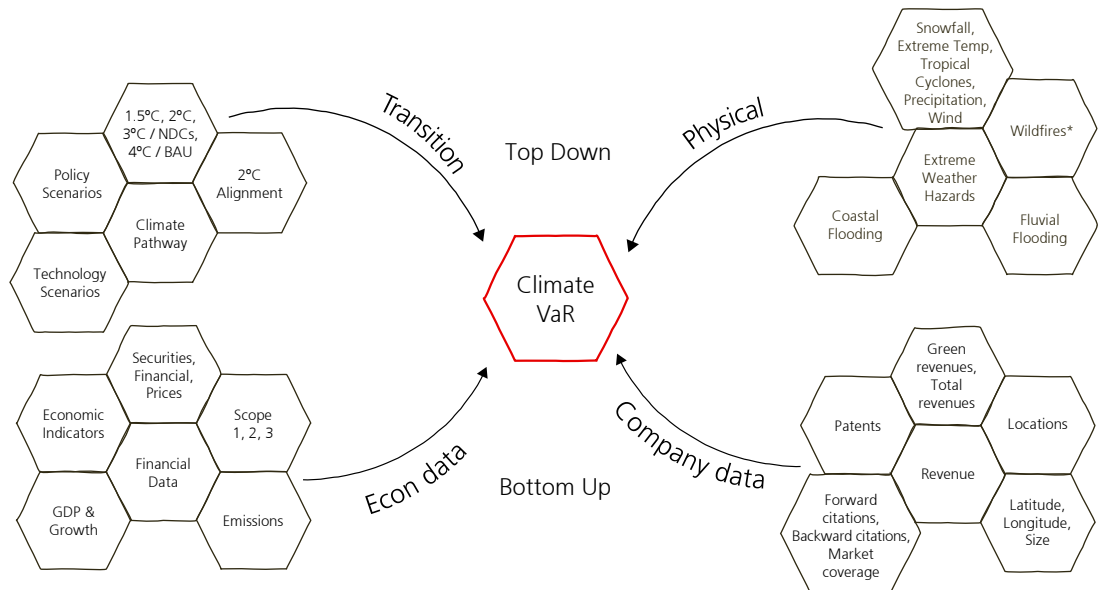 1.5°C, 2°C,
3°C / NDCs,
4°C / BAU
Policy
Scenarios
2°C
Alignment
Climate
Pathway
Technology
Scenarios
Transition
Top Down
Physical
Snowfall,
Extreme Temp,
Tropical
Cyclones,
Precipitation,
Wind
Wildfires*
Extreme
Weather
Hazards
Coastal
Flooding
Fluvial
Flooding
Climate
VaR
Securities,
Financial,
Prices
Economic
Indicators
Scope
1, 2, 3
Financial
Data
GDP &
Growth
Emissions
Econ data
Bottom Up
Company data
Green
revenues,
Total
revenues
Patents
Locations
Revenue
Forward
citations,
Backward citations,
Market
coverage
Latitude,
Longitude,
Size